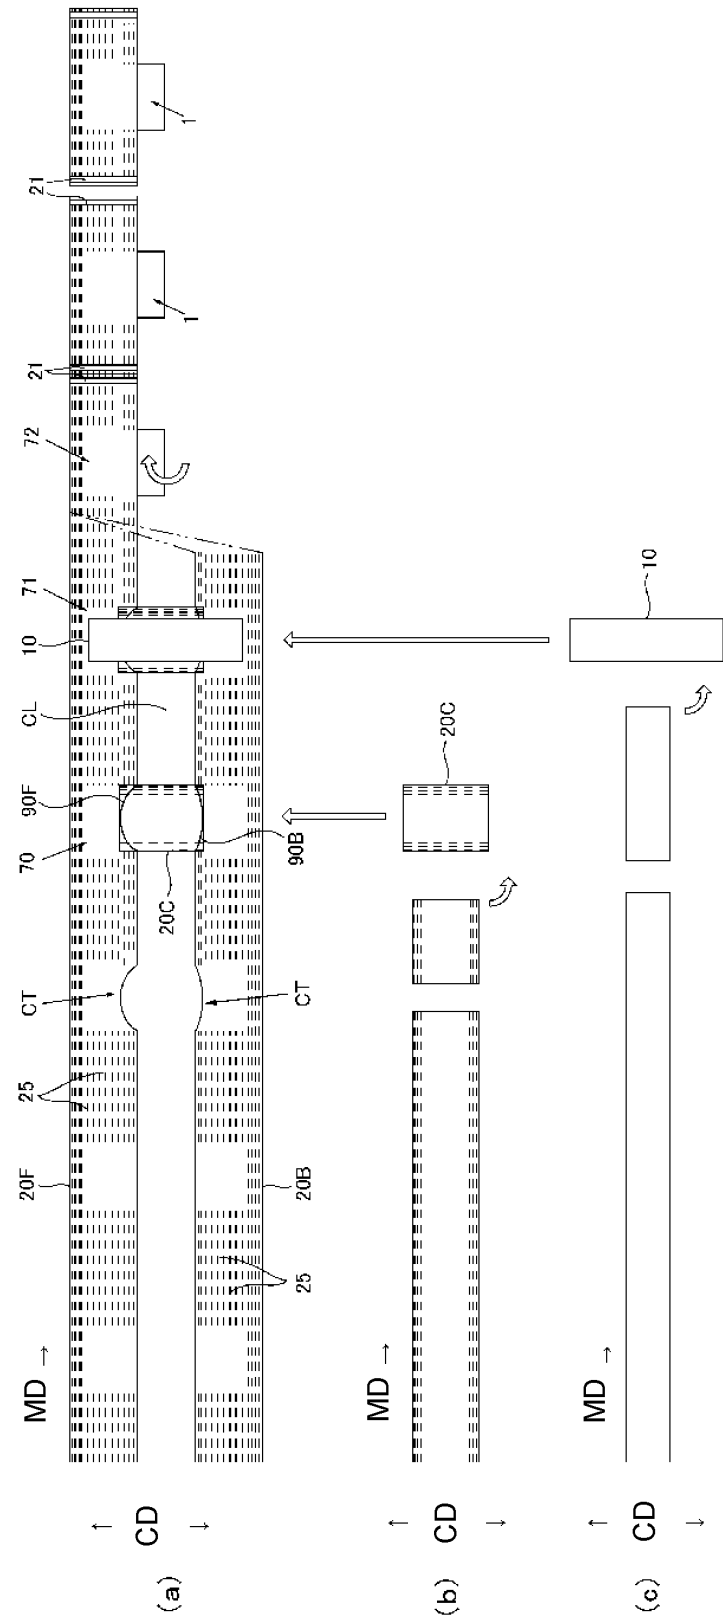 MD →
20F
25
CT
70
90F
CL
10
71
72
21
21
(a)
↑
CD
↓
20C
1
1
25
20B
CT
90B
MD →
20C
(b)
↑
CD
↓
MD →
10
(c)
↑
CD
↓